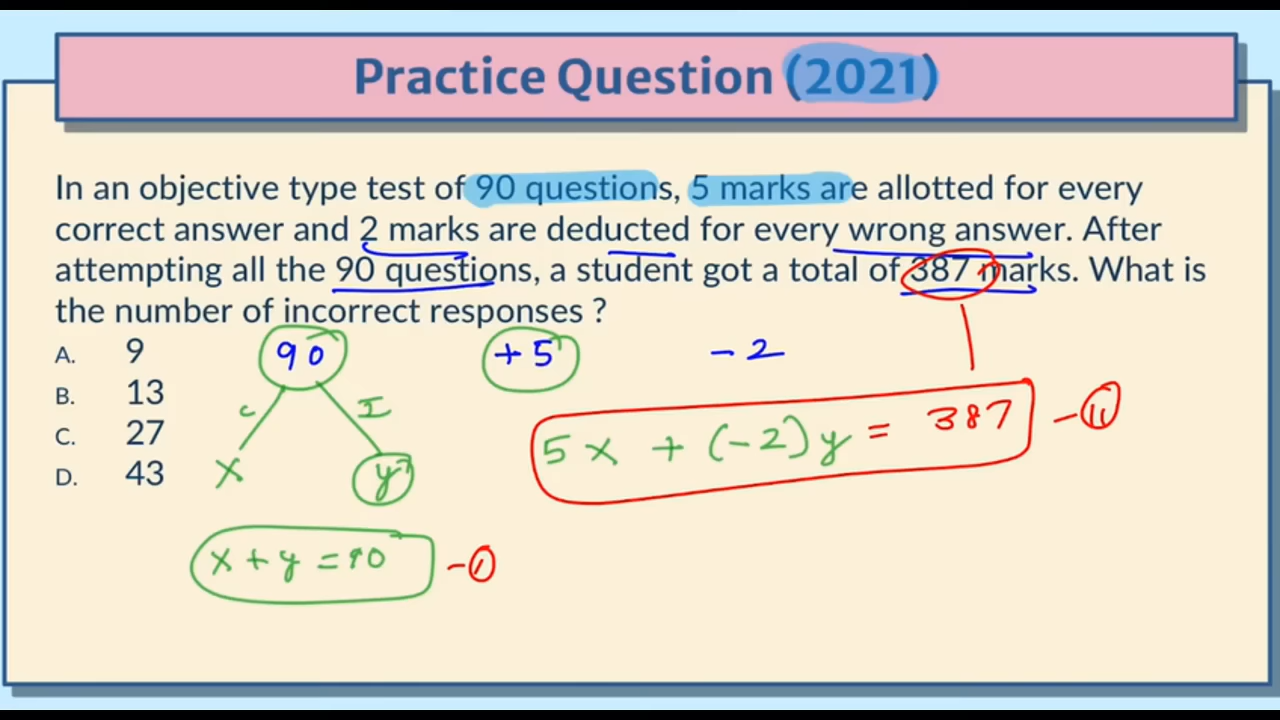 Practice Question (2021)
In an objective type test of 90 questions, 5 marks are allotted for every
correct answer and 2 marks are deducted for every wrong answer. After
attempting all the 90 questions, a student got a total of 387 marks. What is
the number of incorrect responses ?
A. 9
B. 13
C. 27
D. 43
90 +5 -2
C I
x y
5x + (-2)y = 387 - II
x + y = 90 - I